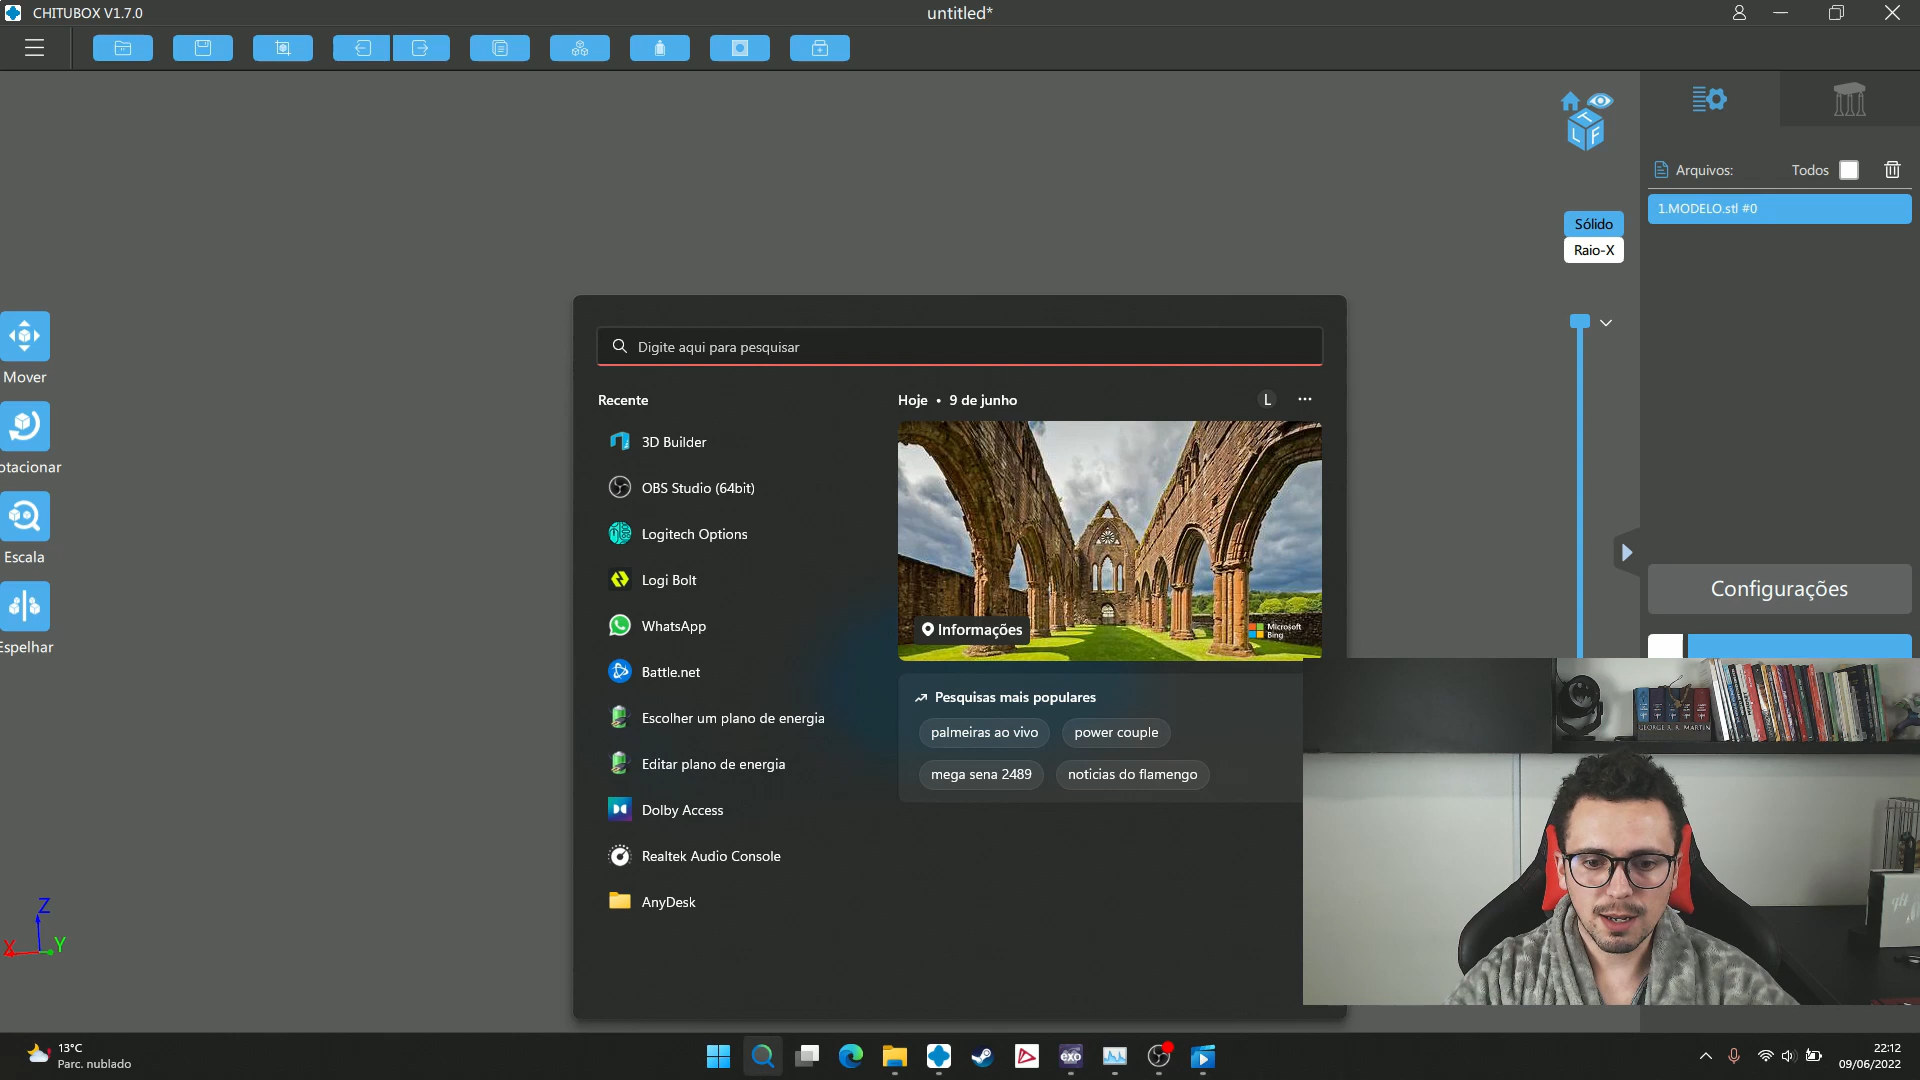 CHITUBOX V1.7.0
untitled*
T
L F
Arquivos:
Todos
1.MODELO.stl #0
Sólido
Raio-X
Mover
otacionar
Escala
Espelhar
Configurações
Digite aqui para pesquisar
Recente
3D Builder
OBS Studio (64bit)
Logitech Options
Logi Bolt
WhatsApp
Battle.net
Escolher um plano de energia
Editar plano de energia
Dolby Access
Realtek Audio Console
AnyDesk
Hoje • 9 de junho
L
Informações
Microsoft
Bing
Pesquisas mais populares
palmeiras ao vivo
power couple
mega sena 2489
noticias do flamengo
GEORGE R. R. MARTIN
Z
X
Y
13°C
Parc. nublado
exo
22:12
09/06/2022